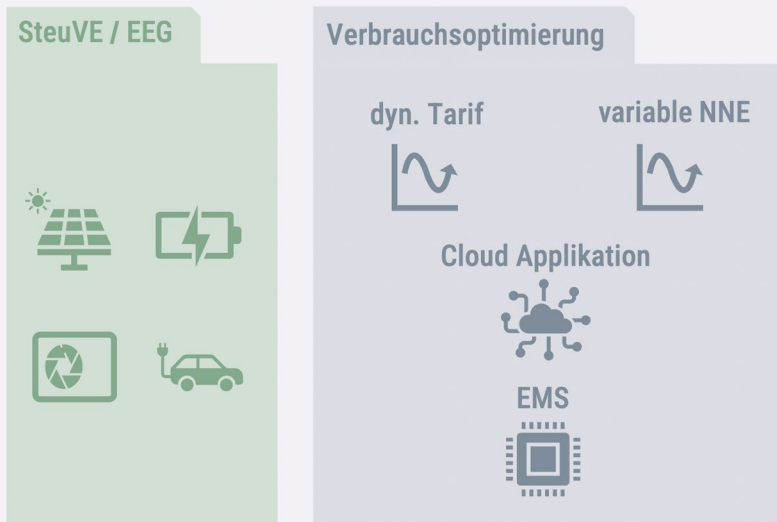 SteuVE / EEG
Verbrauchsoptimierung
dyn. Tarif
variable NNE
Cloud Applikation
EMS